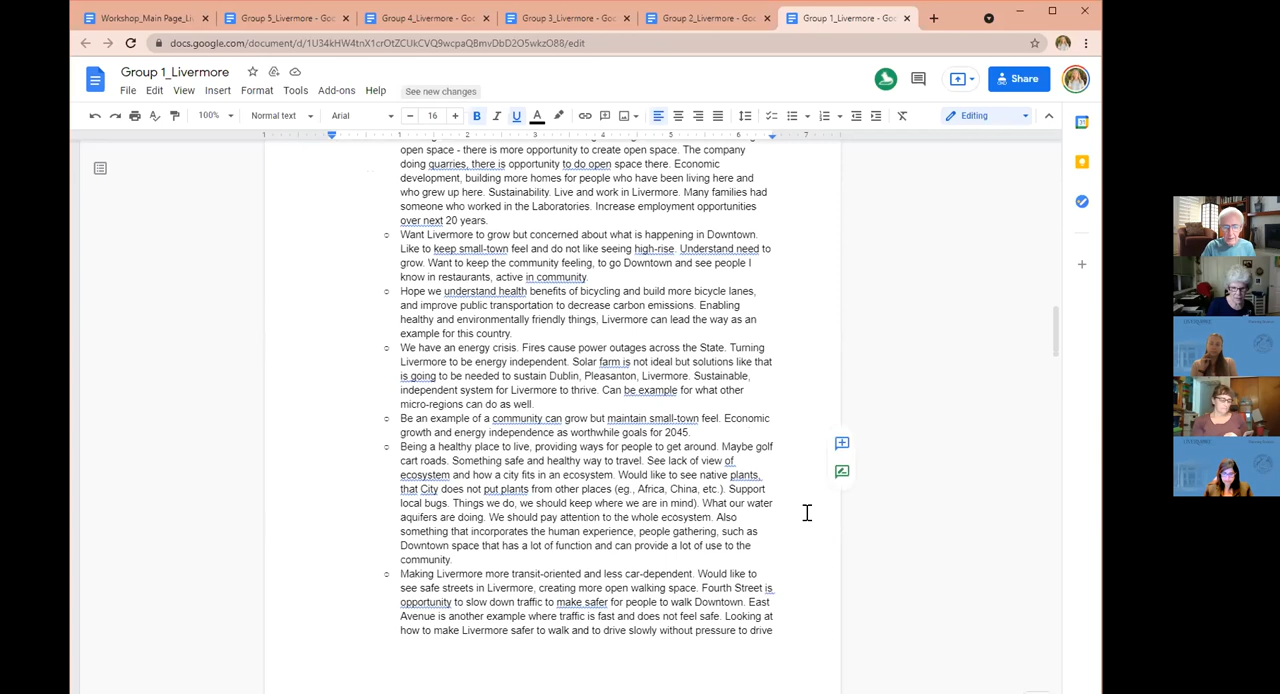 Workshop_Main Page_Li
Group 5_Livermore - Goo
Group 4_Livermore - Goo
Group 3_Livermore - Goo
Group 2_Livermore - Goo
Group 1_Livermore - Goo
docs.google.com/document/d/1U34kHW4tnX1crOtZCUkCVQ9wcpaQBmvDbD2O5wkzO88/edit
Group 1_Livermore
Share
File Edit View Insert Format Tools Add-ons Help See new changes
100% Normal text Arial 16 B I U A Editing
1 1 2 3 4 5 6 7
open space - there is more opportunity to create open space. The company
doing quarries, there is opportunity to do open space there. Economic
development, building more homes for people who have been living here and
who grew up here. Sustainability. Live and work in Livermore. Many families had
someone who worked in the Laboratories. Increase employment opportunities
over next 20 years.
○ Want Livermore to grow but concerned about what is happening in Downtown.
Like to keep small-town feel and do not like seeing high-rise. Understand need to
grow. Want to keep the community feeling, to go Downtown and see people I
know in restaurants, active in community.
○ Hope we understand health benefits of bicycling and build more bicycle lanes,
and improve public transportation to decrease carbon emissions. Enabling
healthy and environmentally friendly things, Livermore can lead the way as an
example for this country.
○ We have an energy crisis. Fires cause power outages across the State. Turning
Livermore to be energy independent. Solar farm is not ideal but solutions like that
is going to be needed to sustain Dublin, Pleasanton, Livermore. Sustainable,
independent system for Livermore to thrive. Can be example for what other
micro-regions can do as well.
○ Be an example of a community can grow but maintain small-town feel. Economic
growth and energy independence as worthwhile goals for 2045.
○ Being a healthy place to live, providing ways for people to get around. Maybe golf
cart roads. Something safe and healthy way to travel. See lack of view of
ecosystem and how a city fits in an ecosystem. Would like to see native plants,
that City does not put plants from other places (eg., Africa, China, etc.). Support
local bugs. Things we do, we should keep where we are in mind). What our water
aquifers are doing. We should pay attention to the whole ecosystem. Also
something that incorporates the human experience, people gathering, such as
Downtown space that has a lot of function and can provide a lot of use to the
community.
○ Making Livermore more transit-oriented and less car-dependent. Would like to
see safe streets in Livermore, creating more open walking space. Fourth Street is
opportunity to slow down traffic to make safer for people to walk Downtown. East
Avenue is another example where traffic is fast and does not feel safe. Looking at
how to make Livermore safer to walk and to drive slowly without pressure to drive